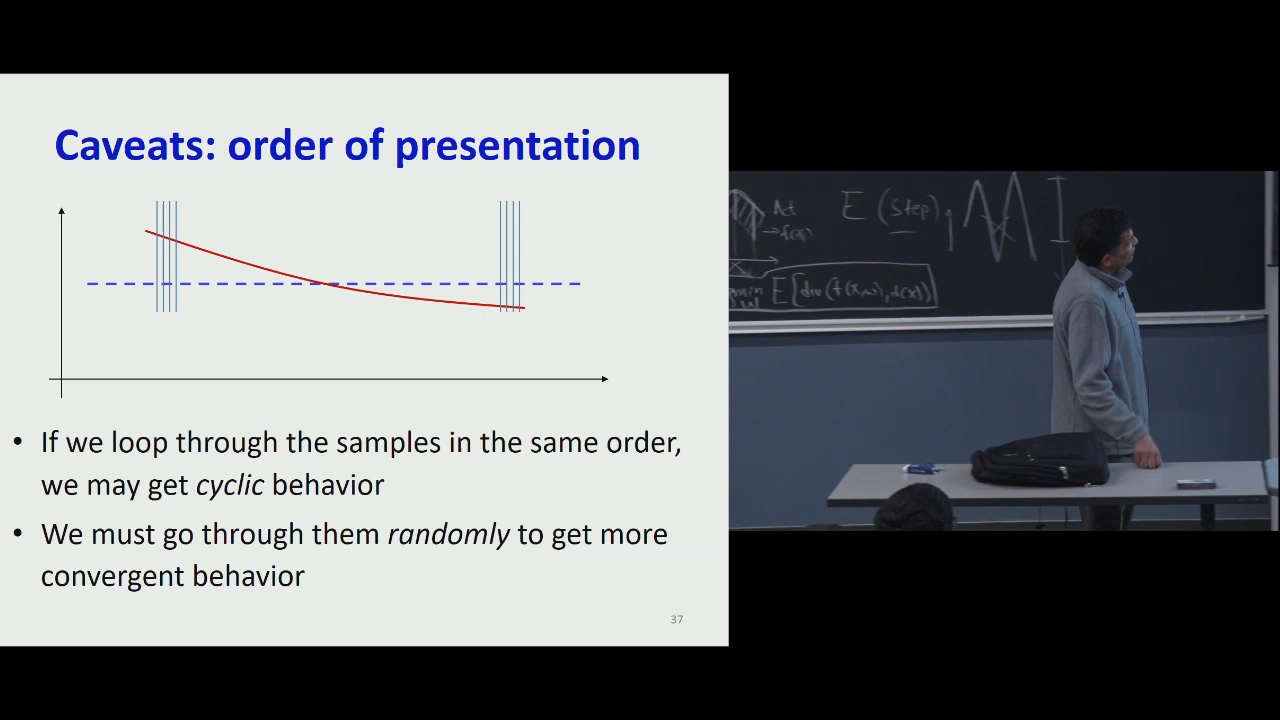 Caveats: order of presentation
• If we loop through the samples in the same order,
we may get cyclic behavior
• We must go through them randomly to get more
convergent behavior
37
E (Step),
→f(x)
E[div(f(x,w),d(x))]